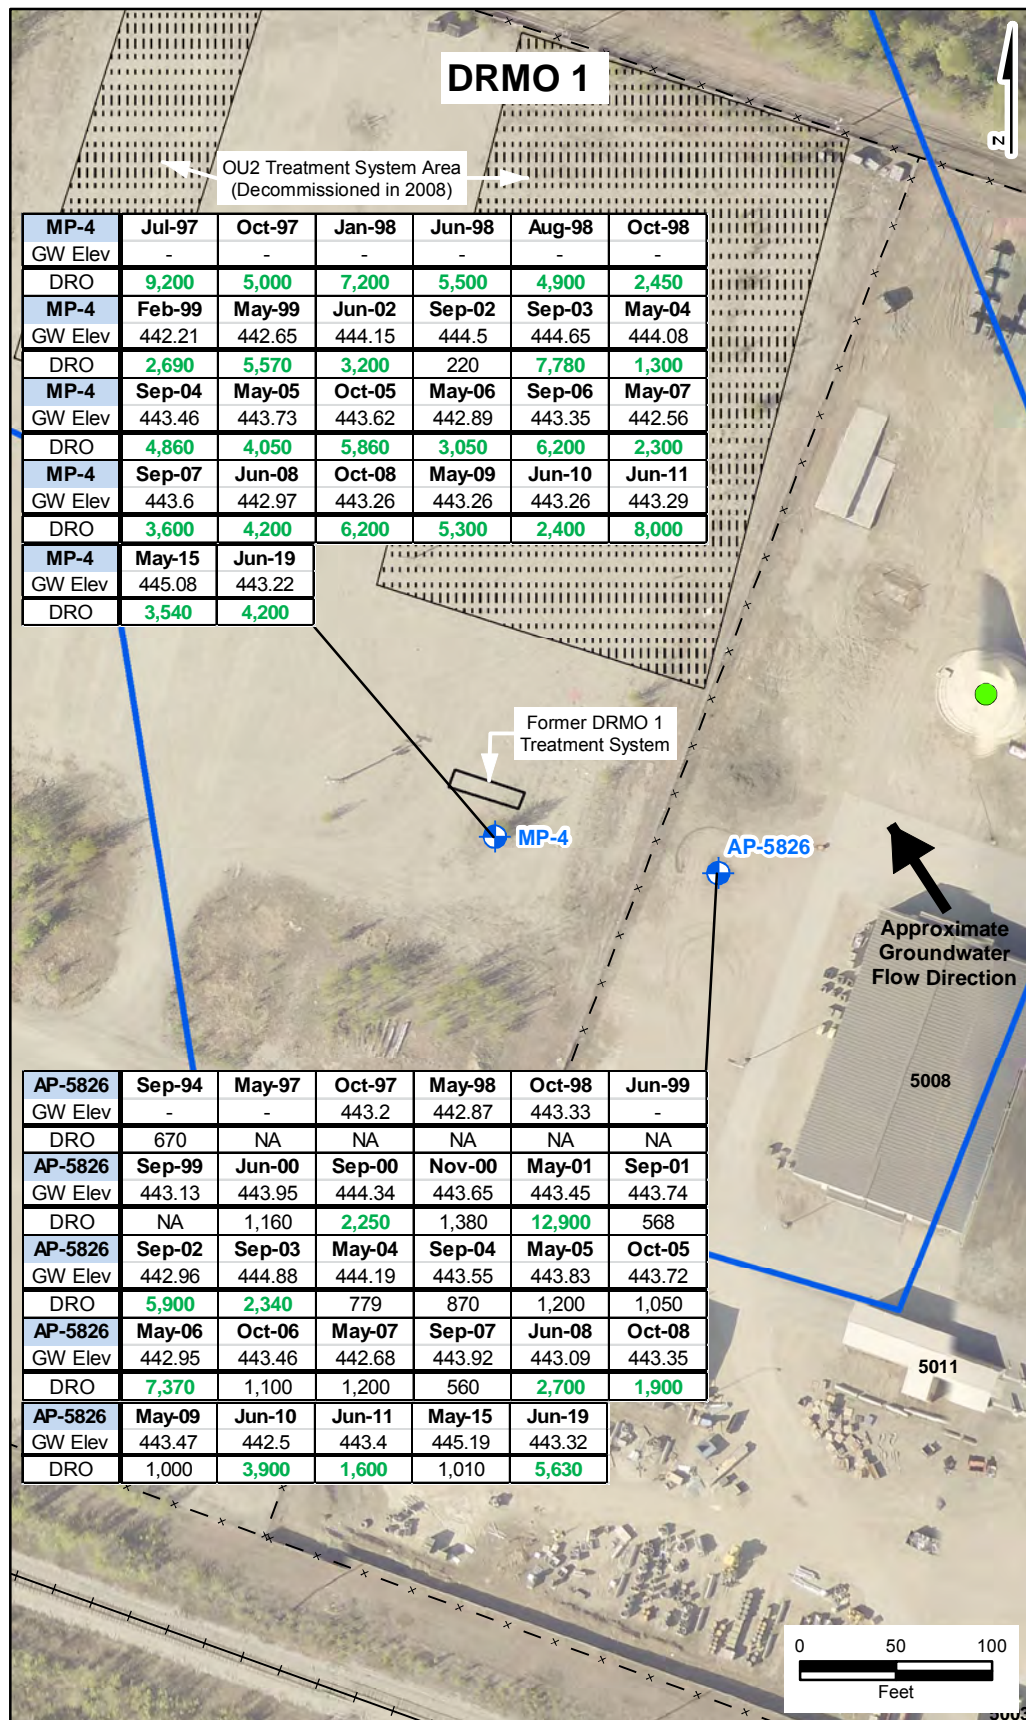 DRMO 1
N
OU2 Treatment System Area
(Decommissioned in 2008)
MP-4 Jul-97 Oct-97 Jan-98 Jun-98 Aug-98 Oct-98
GW Elev - - - - - -
DRO 9,200 5,000 7,200 5,500 4,900 2,450
MP-4 Feb-99 May-99 Jun-02 Sep-02 Sep-03 May-04
GW Elev 442.21 442.65 444.15 444.5 444.65 444.08
DRO 2,690 5,570 3,200 220 7,780 1,300
MP-4 Sep-04 May-05 Oct-05 May-06 Sep-06 May-07
GW Elev 443.46 443.73 443.62 442.89 443.35 442.56
DRO 4,860 4,050 5,860 3,050 6,200 2,300
MP-4 Sep-07 Jun-08 Oct-08 May-09 Jun-10 Jun-11
GW Elev 443.6 442.97 443.26 443.26 443.26 443.29
DRO 3,600 4,200 6,200 5,300 2,400 8,000
MP-4 May-15 Jun-19
GW Elev 445.08 443.22
DRO 3,540 4,200
Former DRMO 1
Treatment System
MP-4
AP-5826
Approximate
Groundwater
Flow Direction
5008
AP-5826 Sep-94 May-97 Oct-97 May-98 Oct-98 Jun-99
GW Elev - - 443.2 442.87 443.33 -
DRO 670 NA NA NA NA NA
AP-5826 Sep-99 Jun-00 Sep-00 Nov-00 May-01 Sep-01
GW Elev 443.13 443.95 444.34 443.65 443.45 443.74
DRO NA 1,160 2,250 1,380 12,900 568
AP-5826 Sep-02 Sep-03 May-04 Sep-04 May-05 Oct-05
GW Elev 442.96 444.88 444.19 443.55 443.83 443.72
DRO 5,900 2,340 779 870 1,200 1,050
AP-5826 May-06 Oct-06 May-07 Sep-07 Jun-08 Oct-08
GW Elev 442.95 443.46 442.68 443.92 443.09 443.35
DRO 7,370 1,100 1,200 560 2,700 1,900
AP-5826 May-09 Jun-10 Jun-11 May-15 Jun-19
GW Elev 443.47 442.5 443.4 445.19 443.32
DRO 1,000 3,900 1,600 1,010 5,630
5011
0 50 100
Feet